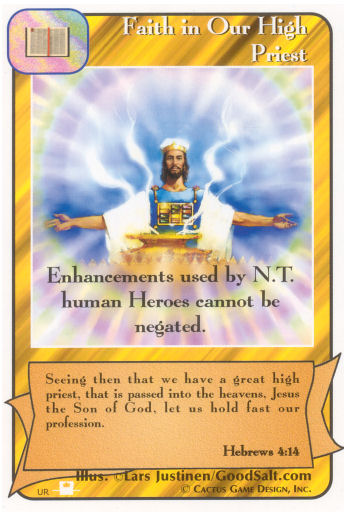 Faith in Our High
Priest
Enhancements used by N.T.
human Heroes cannot be
negated.
Seeing then that we have a great high
priest, that is passed into the heavens, Jesus
the Son of God, let us hold fast our
profession.
Hebrews 4:14
Illus. ©Lars Justinen/GoodSalt.com
UR
© Cactus Game Design, Inc.